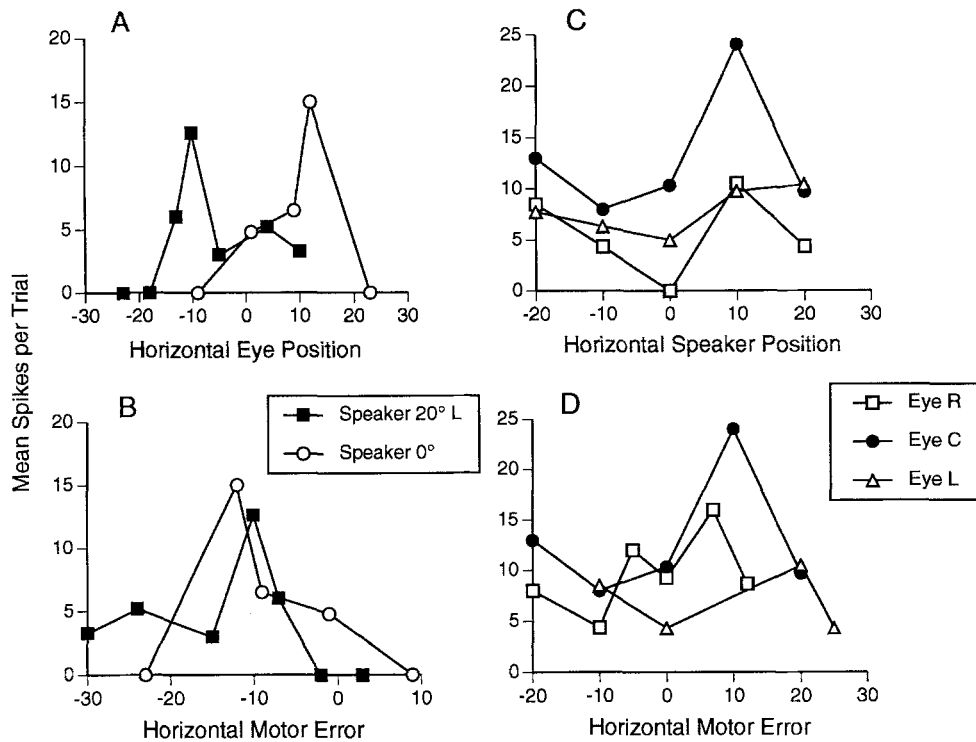 A
20
15
10
5
0
-30 -20 -10 0 10 20 30
Horizontal Eye Position
C
25
20
15
10
5
0
-20 -10 0 10 20 30
Horizontal Speaker Position
Mean Spikes per Trial
B
20
15
10
5
0
-30 -20 -10 0 10
Horizontal Motor Error
Speaker 20° L
Speaker 0°
D
25
20
15
10
5
0
-20 -10 0 10 20 30
Horizontal Motor Error
Eye R
Eye C
Eye L